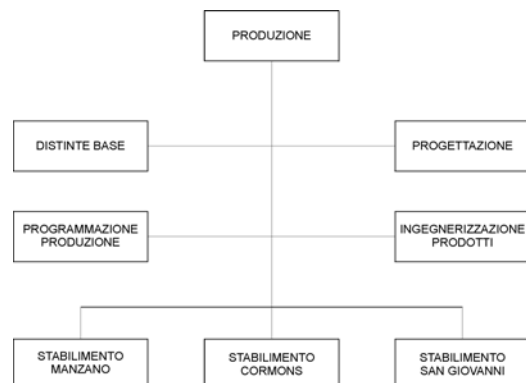 PRODUZIONE
DISTINTE BASE
PROGETTAZIONE
PROGRAMMAZIONE
PRODUZIONE
INGEGNERIZZAZIONE
PRODOTTI
STABILIMENTO
MANZANO
STABILIMENTO
CORMONS
STABILIMENTO
SAN GIOVANNI